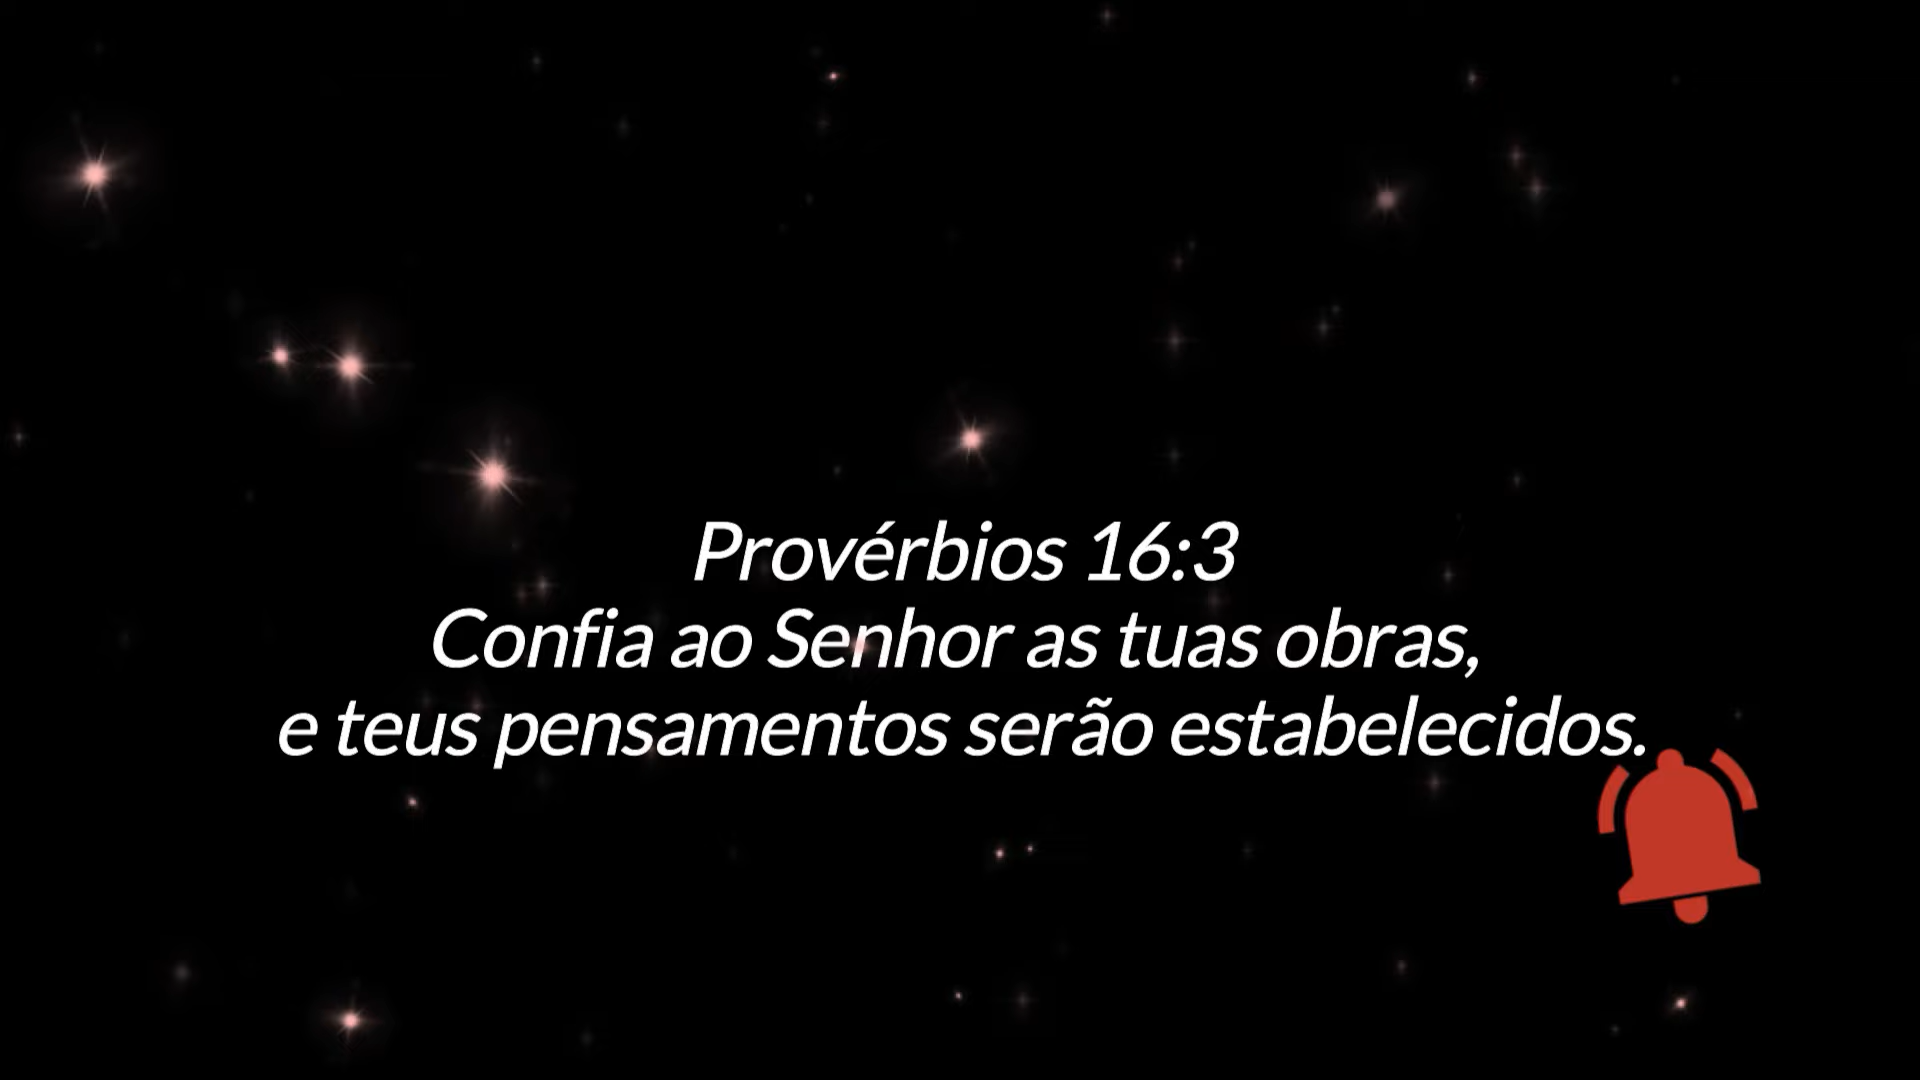 Provérbios 16:3
Confia ao Senhor as tuas obras,
e teus pensamentos serão estabelecidos.